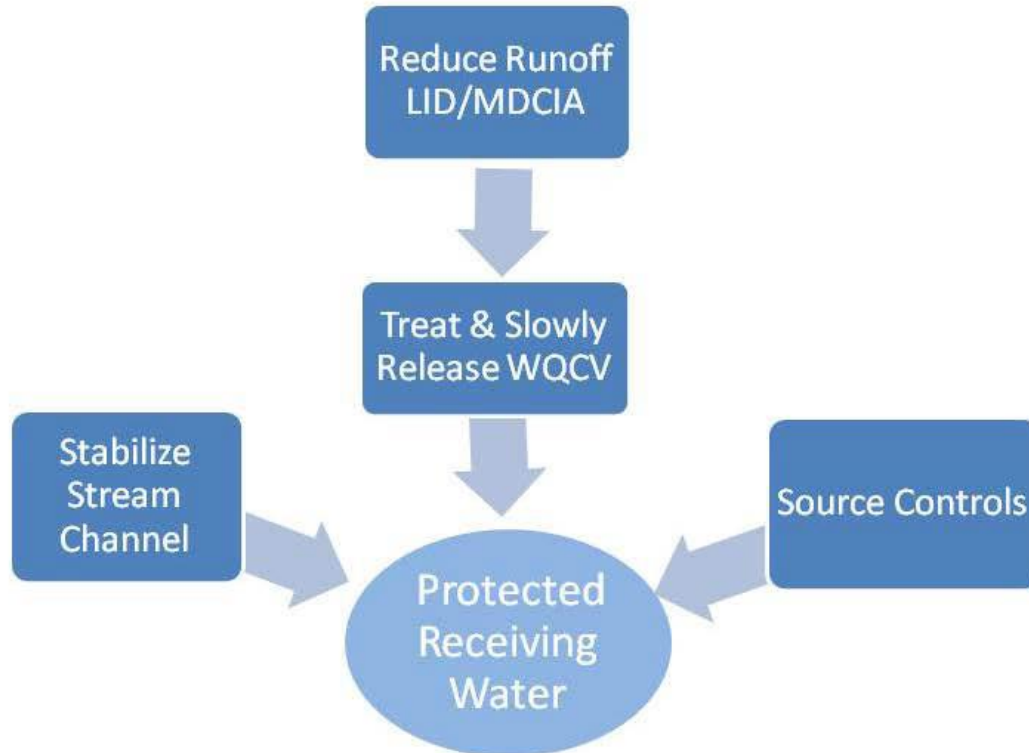 Reduce Runoff
LID/MDCIA
Treat & Slowly
Release WQCV
Stabilize
Stream
Channel
Source Controls
Protected
Receiving
Water